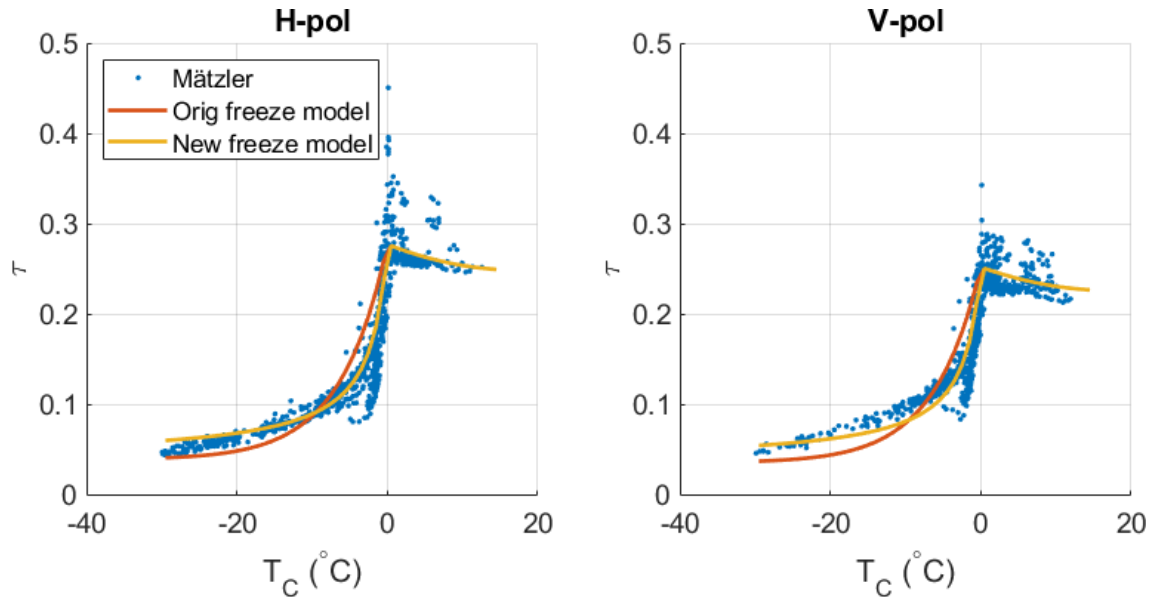 H-pol
0.5
0.4
0.3
0.2
0.1
0
τ
-40 -20 0 20
T_C (°C)
Mätzler
Orig freeze model
New freeze model
V-pol
0.5
0.4
0.3
0.2
0.1
0
τ
-40 -20 0 20
T_C (°C)